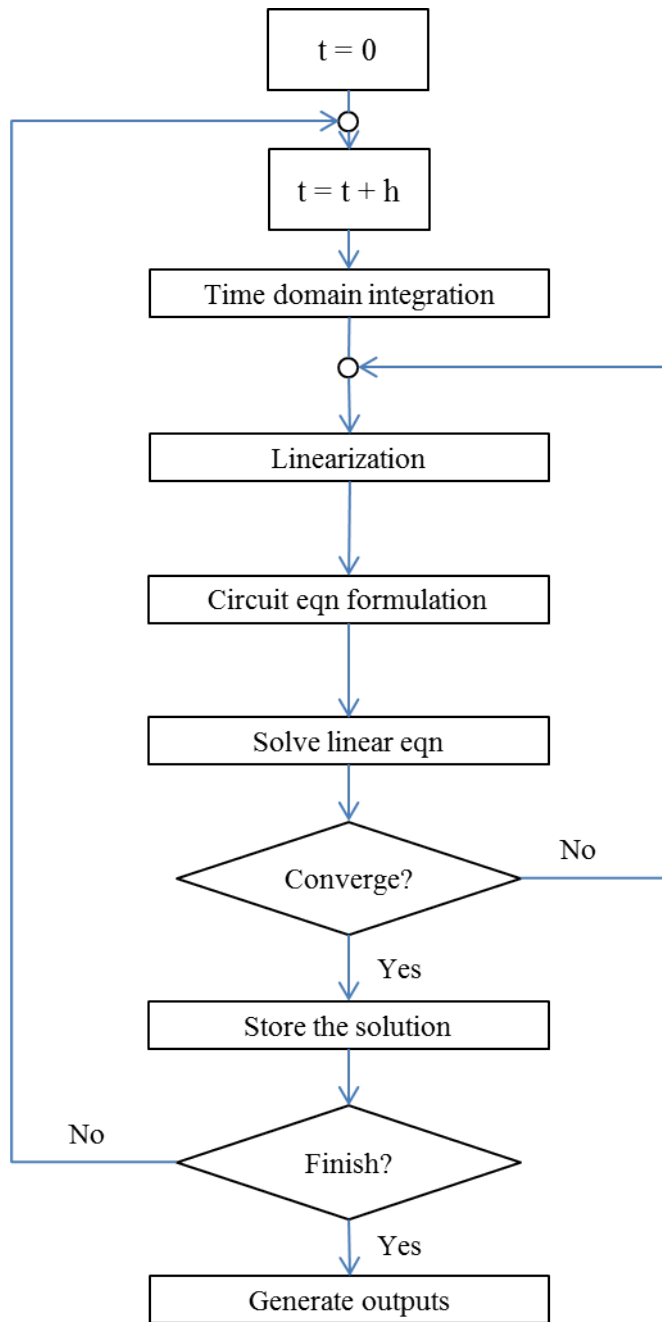 t = 0
t = t + h
Time domain integration
Linearization
Circuit eqn formulation
Solve linear eqn
Converge?
No
Yes
Store the solution
No
Finish?
Yes
Generate outputs